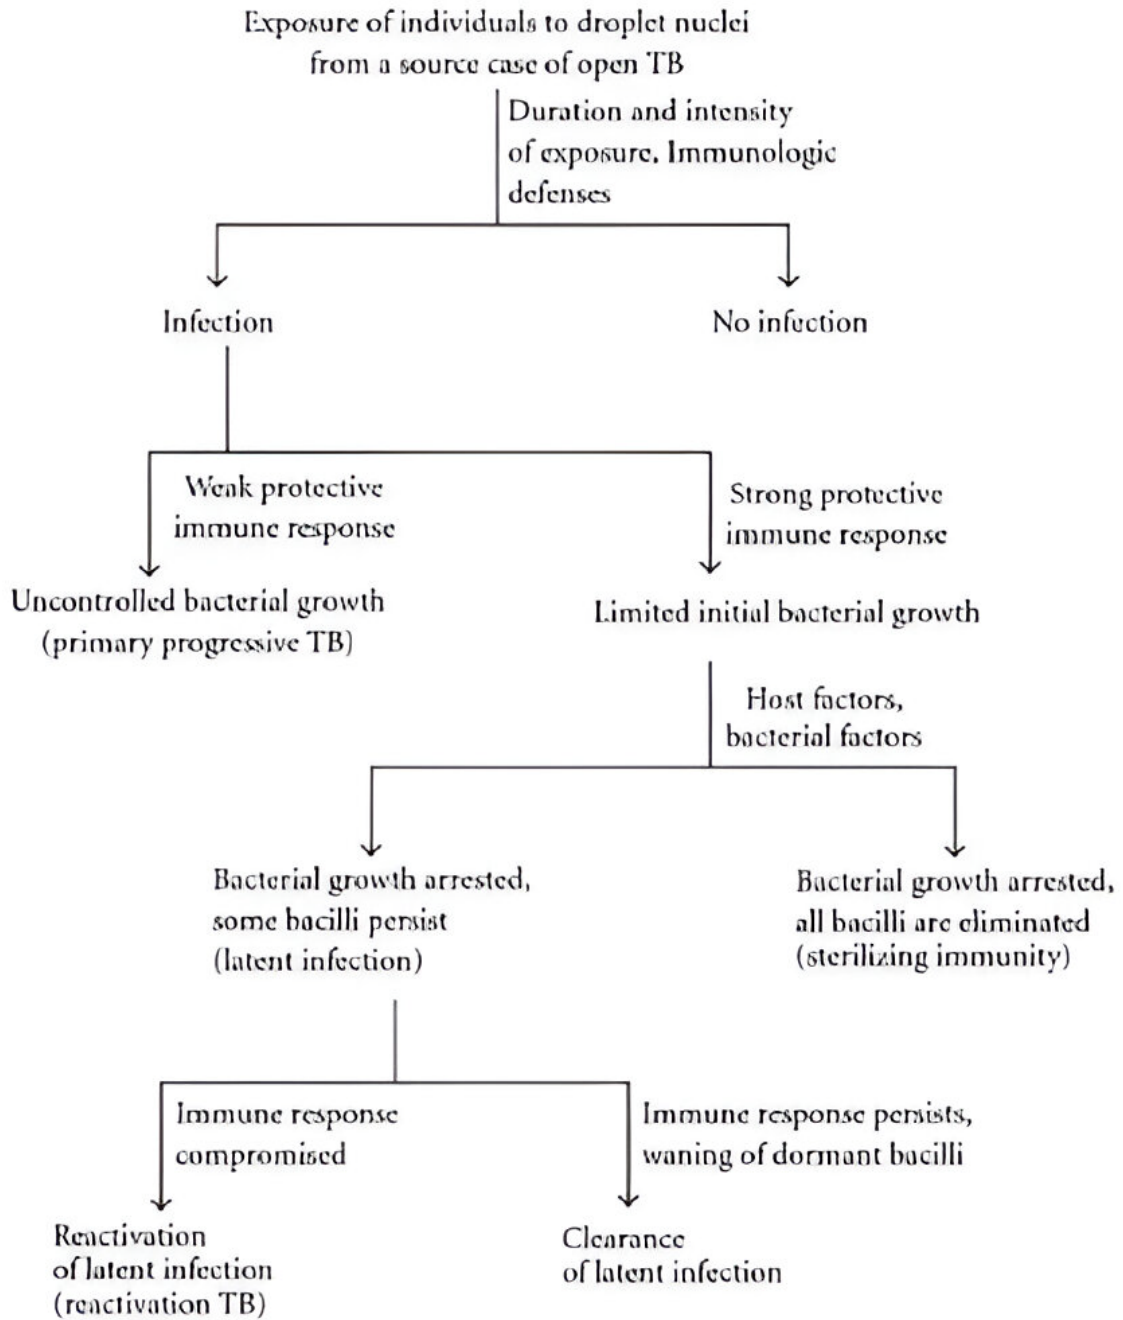 Exposure of individuals to droplet nuclei
from a source case of open TB
Duration and intensity
of exposure. Immunologic
defenses
Infection
No infection
Weak protective
immune response
Strong protective
immune response
Uncontrolled bacterial growth
(primary progressive TB)
Limited initial bacterial growth
Host factors,
bacterial factors
Bacterial growth arrested,
some bacilli persist
(latent infection)
Bacterial growth arrested,
all bacilli are eliminated
(sterilizing immunity)
Immune response
compromised
Immune response persists,
waning of dormant bacilli
Reactivation
of latent infection
(reactivation TB)
Clearance
of latent infection